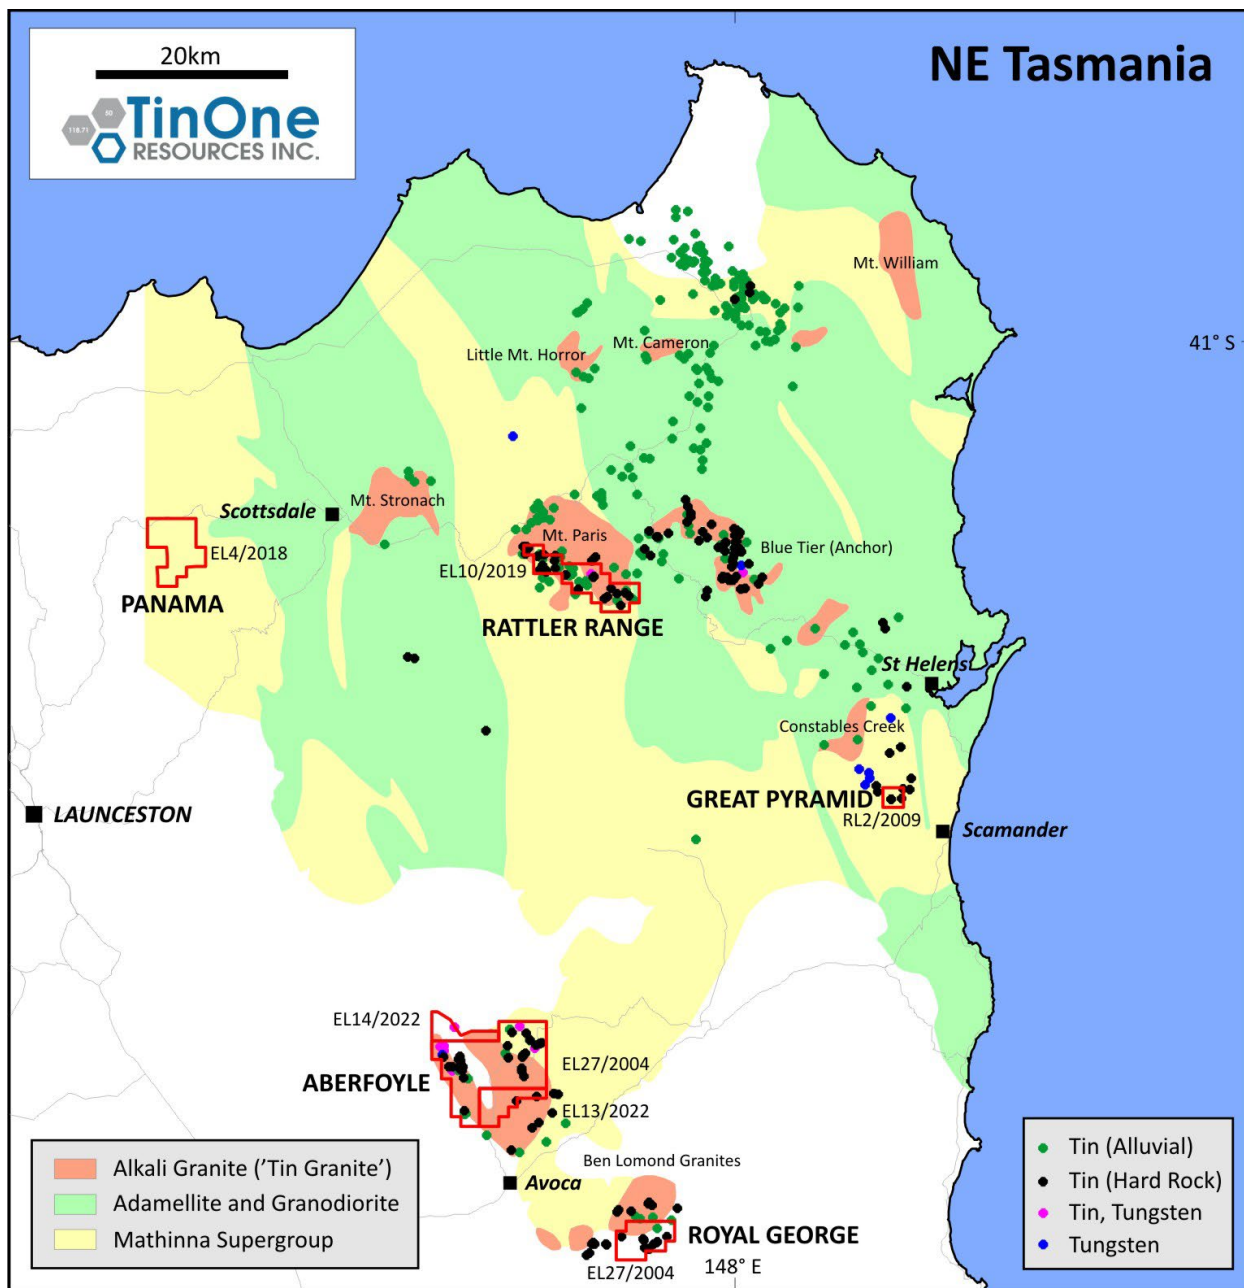 20km
NE Tasmania
50
118.71
TinOne
RESOURCES INC.
Mt. William
41° S
Little Mt. Horror
Mt. Cameron
Mt. Stronach
Scottsdale
Mt. Paris
Blue Tier (Anchor)
EL4/2018
EL10/2019
PANAMA
RATTLER RANGE
St Helens
Constables Creek
GREAT PYRAMID
LAUNCESTON
RL2/2009
Scamander
EL14/2022
EL27/2004
ABERFOYLE
EL13/2022
Ben Lomond Granites
Avoca
ROYAL GEORGE
148° E
EL27/2004
Alkali Granite ('Tin Granite')
Adamellite and Granodiorite
Mathinna Supergroup
Tin (Alluvial)
Tin (Hard Rock)
Tin, Tungsten
Tungsten